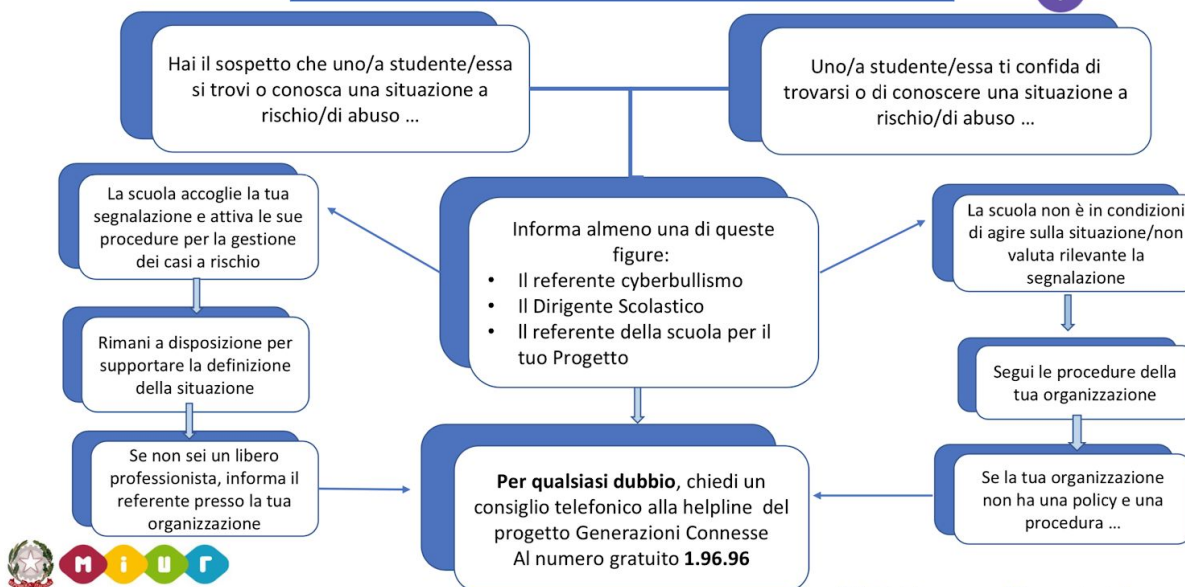 Hai il sospetto che uno/a studente/essa
si trovi o conosca una situazione a
rischio/di abuso ...
Uno/a studente/essa ti confida di
trovarsi o di conoscere una situazione a
rischio/di abuso ...
La scuola accoglie la tua
segnalazione e attiva le sue
procedure per la gestione
dei casi a rischio
Informa almeno una di queste
figure:
• Il referente cyberbullismo
• Il Dirigente Scolastico
• Il referente della scuola per il
tuo Progetto
La scuola non è in condizioni
di agire sulla situazione/non
valuta rilevante la
segnalazione
Rimani a disposizione per
supportare la definizione
della situazione
Segui le procedure della
tua organizzazione
Se non sei un libero
professionista, informa il
referente presso la tua
organizzazione
Per qualsiasi dubbio, chiedi un
consiglio telefonico alla helpline del
progetto Generazioni Connesse
Al numero gratuito 1.96.96
Se la tua organizzazione
non ha una policy e una
procedura ...
MIUR